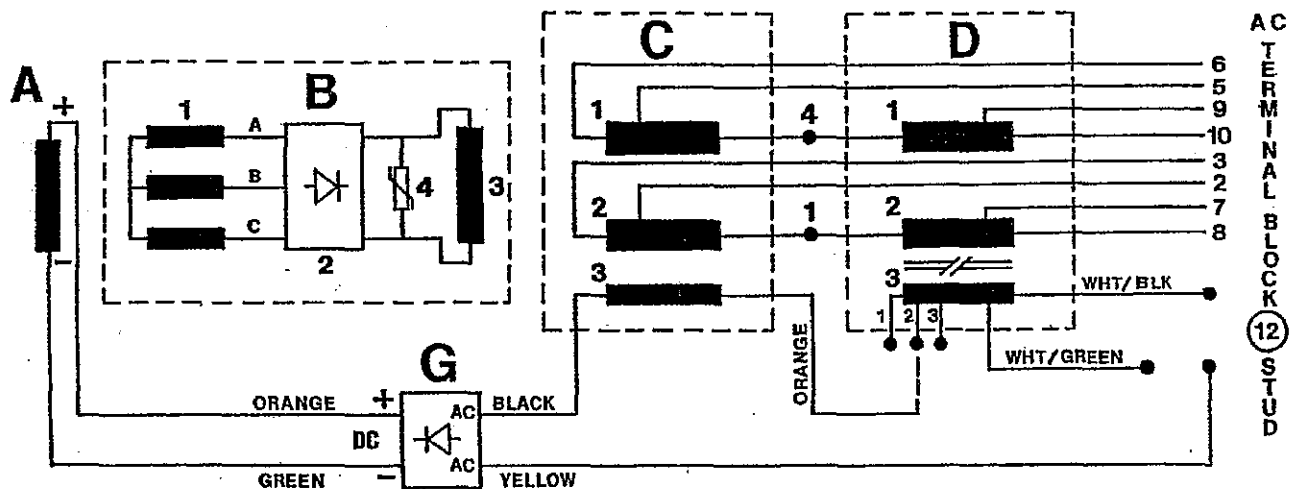 A
+
-
B
1
A
B
C
2
4
3
C
1
2
3
4
1
D
1
2
3
1 2 3
6
5
9
10
3
2
7
8
WHT/BLK
WHT/GREEN
ORANGE
G
ORANGE
+
AC
BLACK
DC
GREEN
-
AC
YELLOW
AC TERMINAL BLOCK 12 STUD